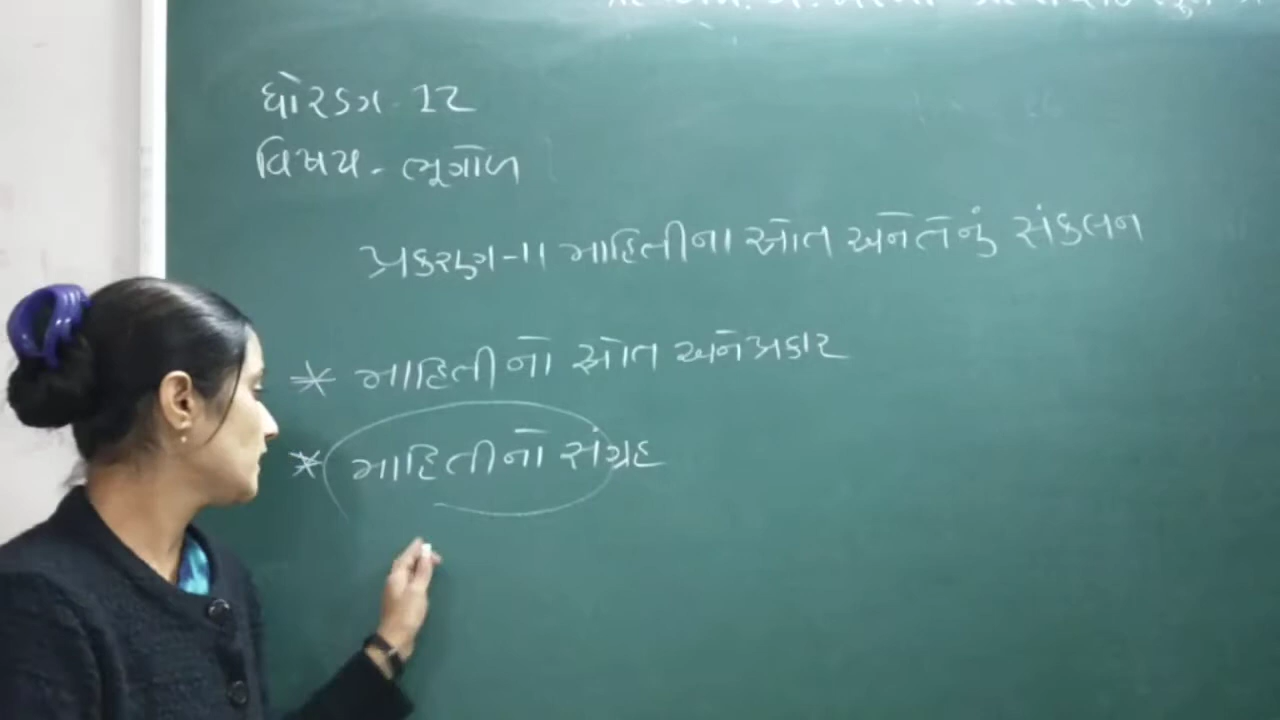 ધોરણ - 12
વિષય - ભૂગોળ
પ્રકરણ-11 માહિતીના સ્રોત અને તેનું સંકલન
* માહિતીનો સ્રોત અને પ્રકાર
* માહિતીનો સંગ્રહ